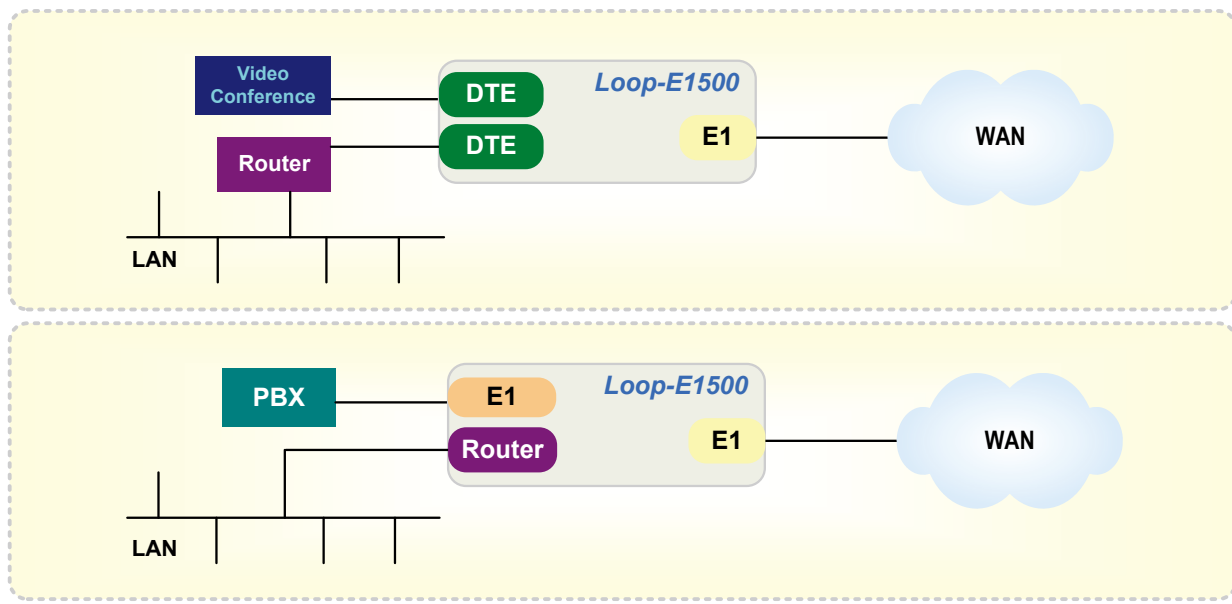 Video
Conference
DTE
Loop-E1500
DTE
E1
WAN
Router
LAN
PBX
E1
Loop-E1500
Router
E1
WAN
LAN